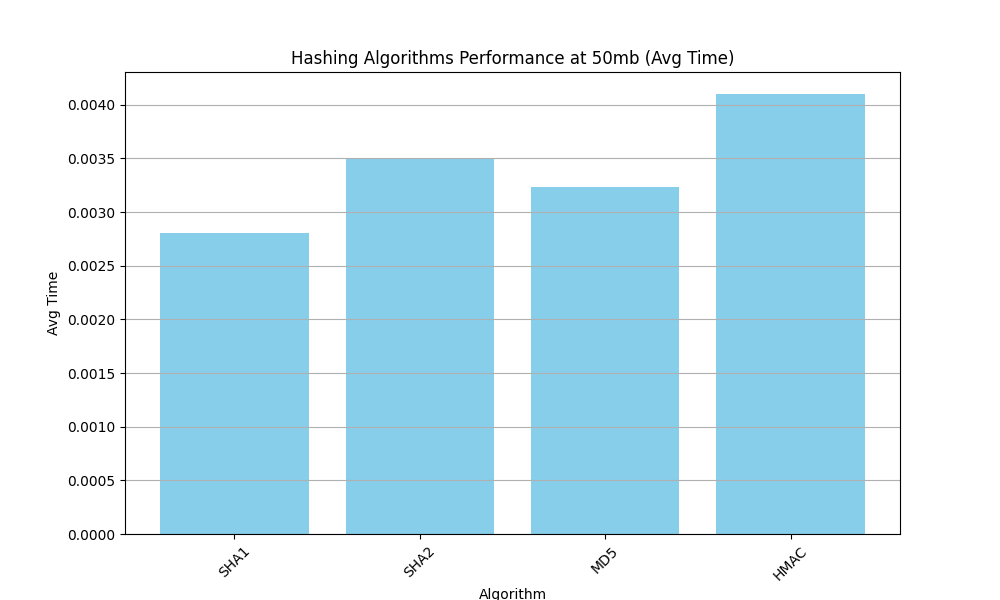 Hashing Algorithms Performance at 50mb (Avg Time)
Avg Time
0.0040
0.0035
0.0030
0.0025
0.0020
0.0015
0.0010
0.0005
0.0000
SHA1
SHA2
MD5
HMAC
Algorithm